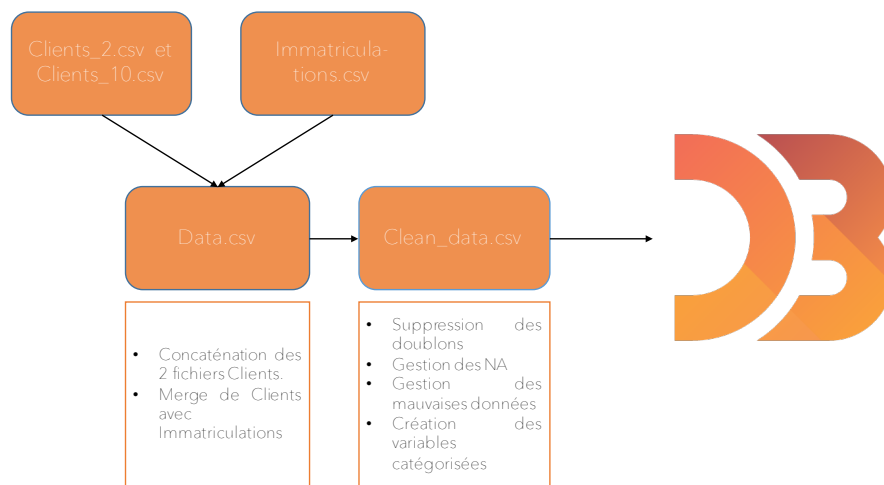 Clients_2.csv et
Clients_10.csv
Immatricula-
tions.csv
Data.csv
Clean_data.csv
• Concaténation des
2 fichiers Clients.
• Merge de Clients
avec
Immatriculations
• Suppression des
doublons
• Gestion des NA
• Gestion des
mauvaises données
• Création des
variables
catégorisées